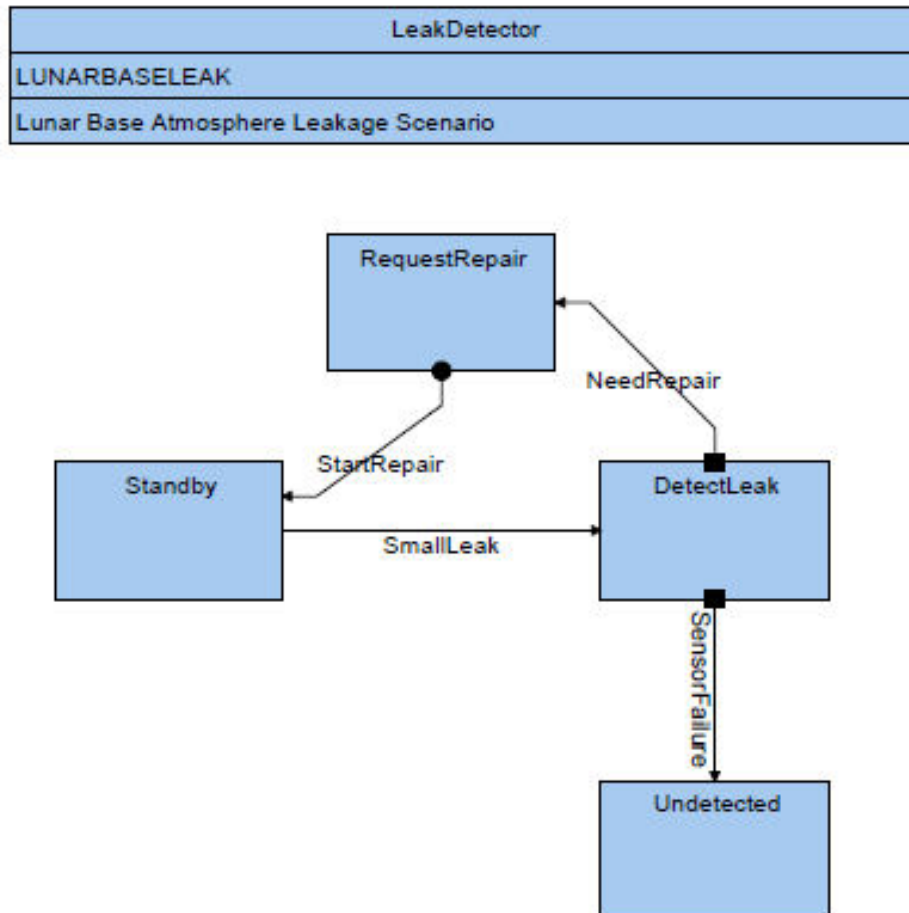 LeakDetector
LUNARBASELEAK
Lunar Base Atmosphere Leakage Scenario
RequestRepair
NeedRepair
StartRepair
Standby
DetectLeak
SmallLeak
SensorFailure
Undetected